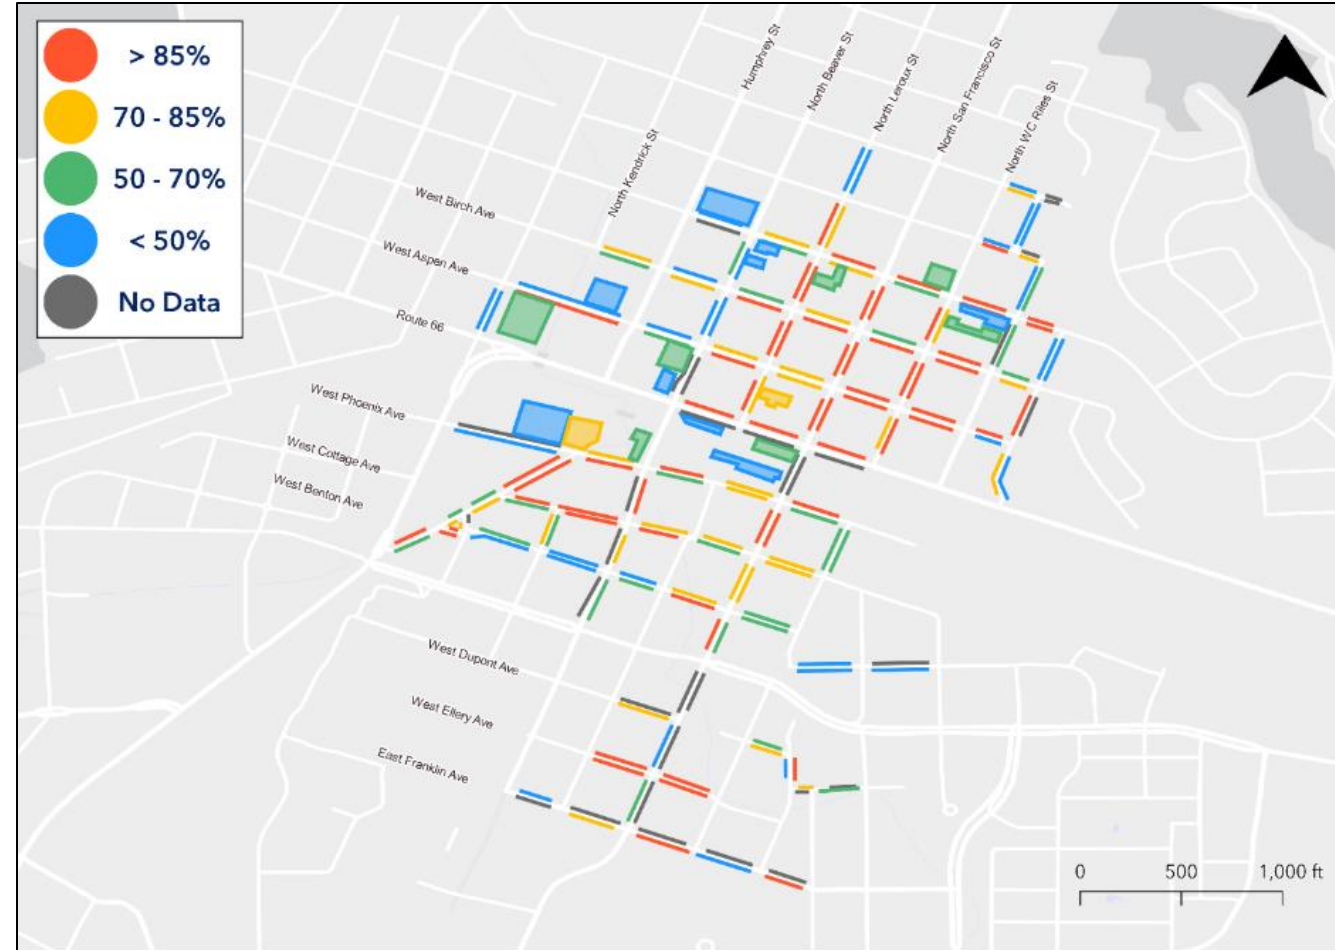 > 85%
70 - 85%
50 - 70%
< 50%
No Data
Humphrey St
North Beaver St
North Leroux St
North San Francisco St
North WC Riles St
North Kendrick St
West Birch Ave
West Aspen Ave
Route 66
West Phoenix Ave
West Cottage Ave
West Benton Ave
West Dupont Ave
West Ellery Ave
East Franklin Ave
0 500 1,000 ft